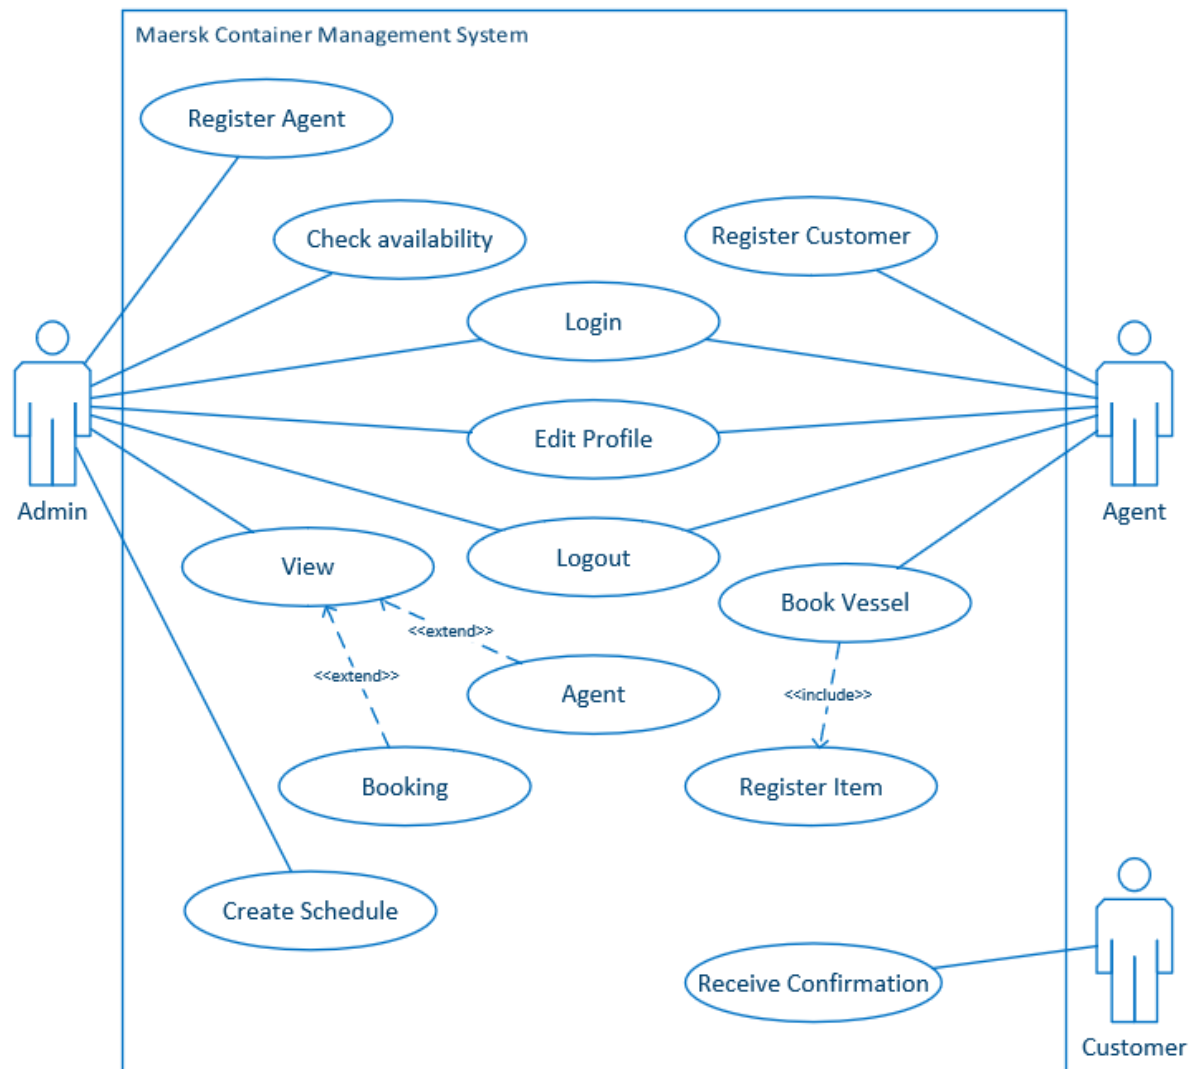 Maersk Container Management System
Register Agent
Check availability
Register Customer
Login
Edit Profile
Admin
Agent
Logout
View
Book Vessel
<<extend>>
<<extend>>
Agent
<<include>>
Booking
Register Item
Create Schedule
Receive Confirmation
Customer